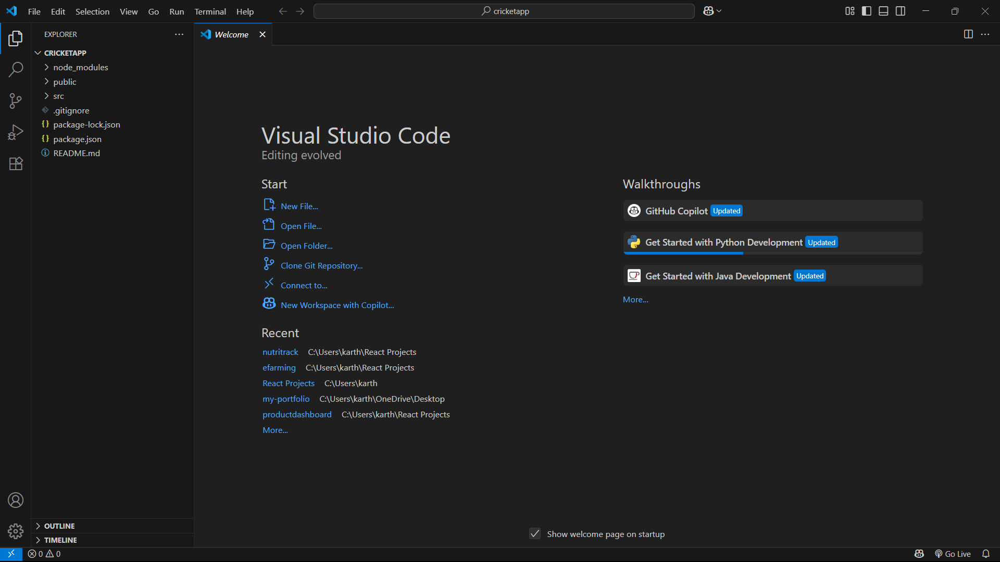 File Edit Selection View Go Run Terminal Help
cricketapp
EXPLORER
CRICKETAPP
node_modules
public
src
.gitignore
{} package-lock.json
{} package.json
README.md
OUTLINE
TIMELINE
Welcome
Visual Studio Code
Editing evolved
Start
New File...
Open File...
Open Folder...
Clone Git Repository...
Connect to...
New Workspace with Copilot...
Recent
nutritrack C:\Users\karth\React Projects
efarming C:\Users\karth\React Projects
React Projects C:\Users\karth
my-portfolio C:\Users\karth\OneDrive\Desktop
productdashboard C:\Users\karth\React Projects
More...
Walkthroughs
GitHub Copilot Updated
Get Started with Python Development Updated
Get Started with Java Development Updated
More...
Show welcome page on startup
0 0
Go Live